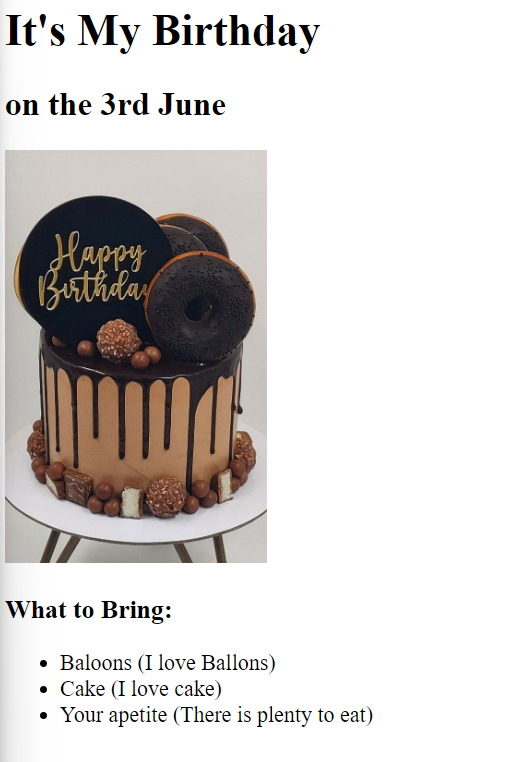 It's My Birthday
on the 3rd June
Happy
Birthday
What to Bring:
Baloons (I love Ballons)
Cake (I love cake)
Your apetite (There is plenty to eat)